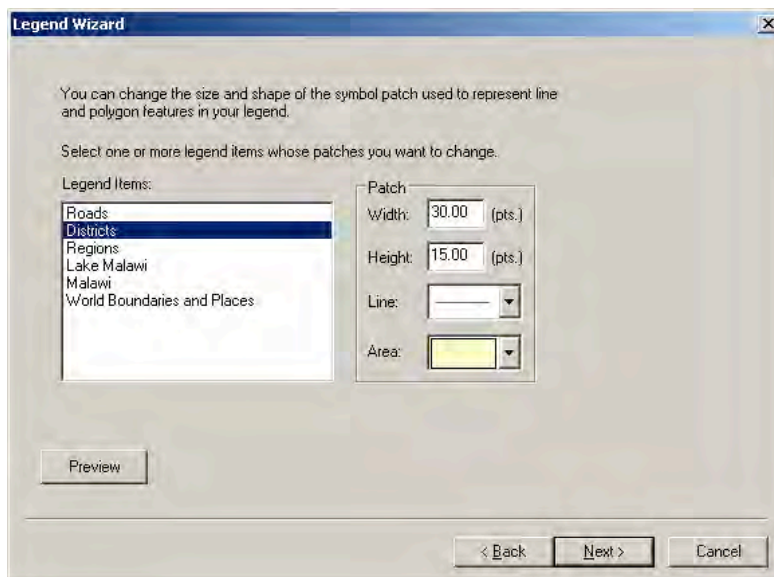 Legend Wizard
You can change the size and shape of the symbol patch used to represent line
and polygon features in your legend.
Select one or more legend items whose patches you want to change.
Legend Items:
Roads
Districts
Regions
Lake Malawi
Malawi
World Boundaries and Places
Patch
Width: 30.00 (pts.)
Height: 15.00 (pts.)
Line:
Area:
Preview
< Back
Next >
Cancel